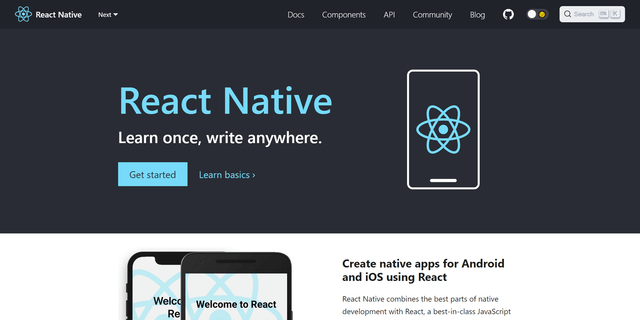 React Native
Next
Docs
Components
API
Community
Blog
Search
K
React Native
Learn once, write anywhere.
Get started
Learn basics ›
Welcome to React
Create native apps for Android
and iOS using React
React Native combines the best parts of native
development with React, a best-in-class JavaScript